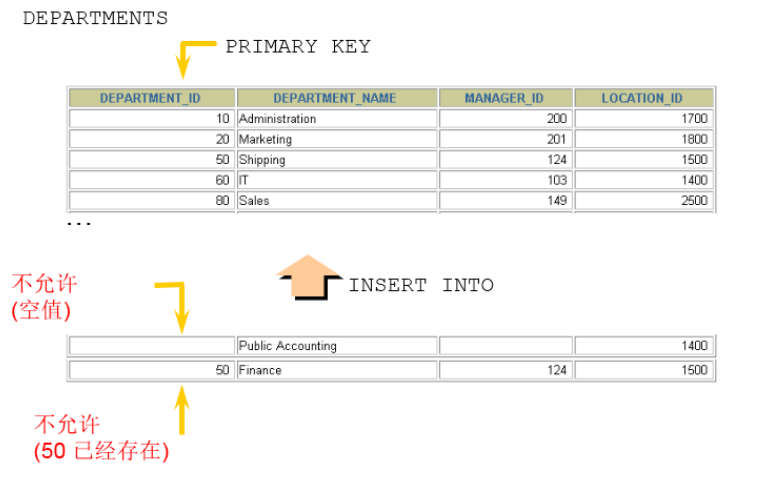 DEPARTMENTS
PRIMARY KEY
DEPARTMENT_ID DEPARTMENT_NAME MANAGER_ID LOCATION_ID
10 Administration 200 1700
20 Marketing 201 1800
50 Shipping 124 1500
60 IT 103 1400
80 Sales 149 2500
...
不允许
(空值)
INSERT INTO
Public Accounting 1400
50 Finance 124 1500
不允许
(50 已经存在)